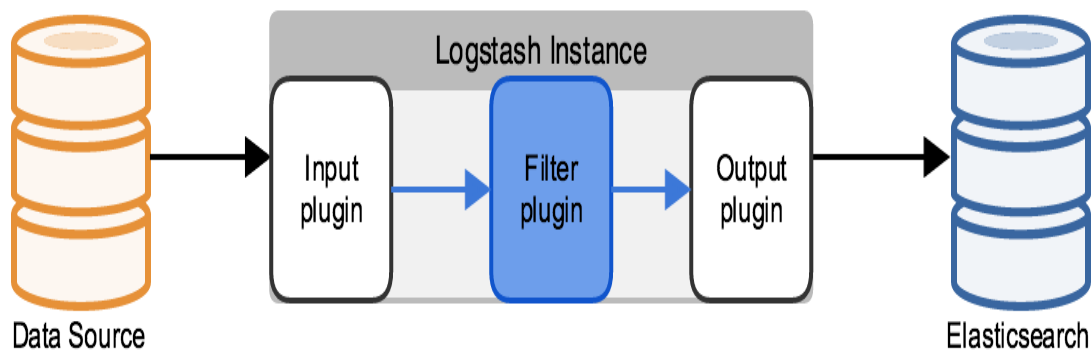 Logstash Instance
Input
plugin
Filter
plugin
Output
plugin
Data Source
Elasticsearch